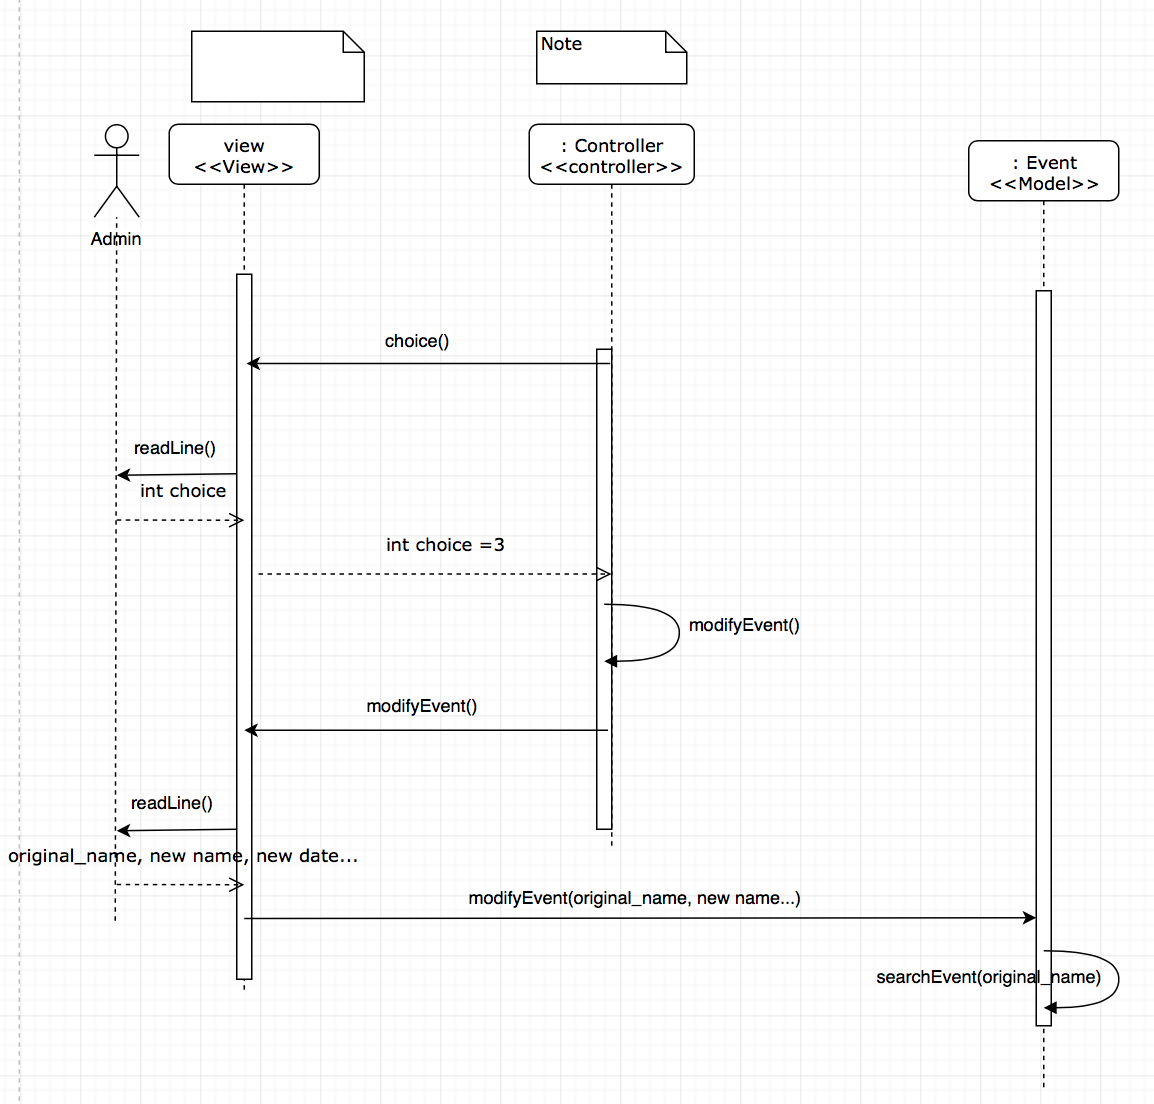 Note
view
<<View>>
: Controller
<<controller>>
: Event
<<Model>>
Admin
choice()
readLine()
int choice
int choice =3
modifyEvent()
modifyEvent()
readLine()
original_name, new name, new date...
modifyEvent(original_name, new name...)
searchEvent(original_name)